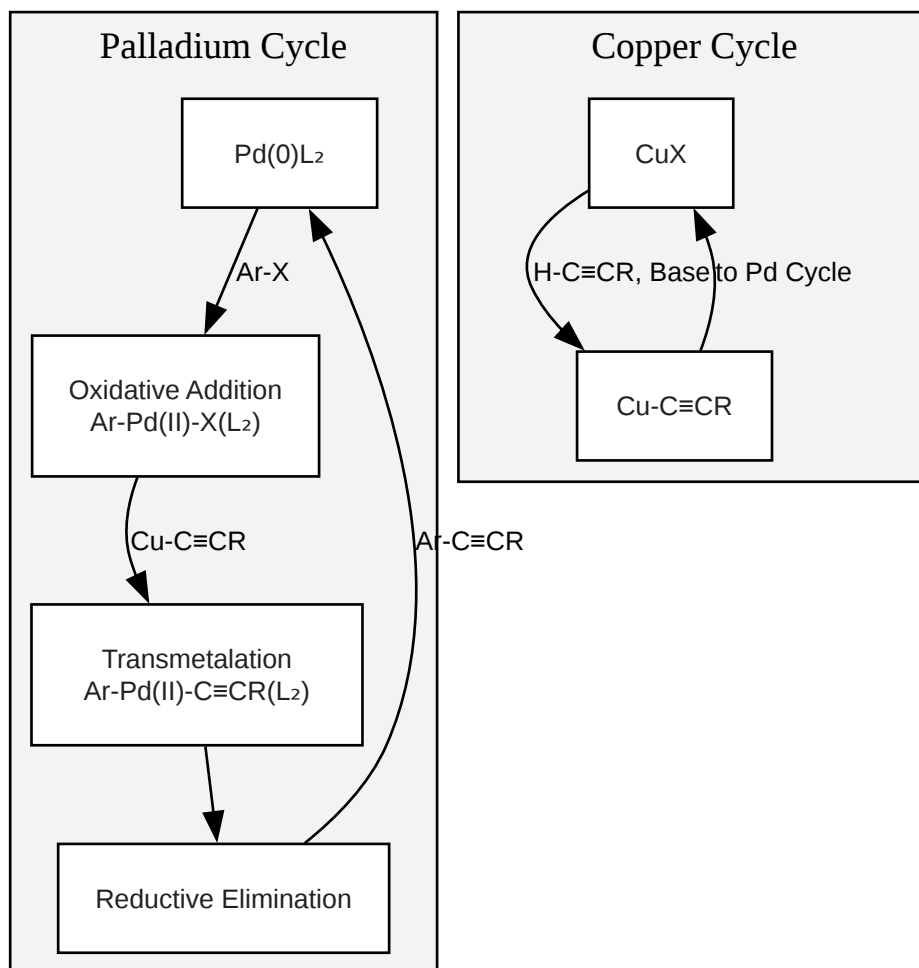 Palladium Cycle
Pd(0)L₂
Ar-X
Oxidative Addition
Ar-Pd(II)-X(L₂)
Cu-C≡CR
Ar-C≡CR
Transmetalation
Ar-Pd(II)-C≡CR(L₂)
Reductive Elimination
Copper Cycle
CuX
H-C≡CR, Base
to Pd Cycle
Cu-C≡CR